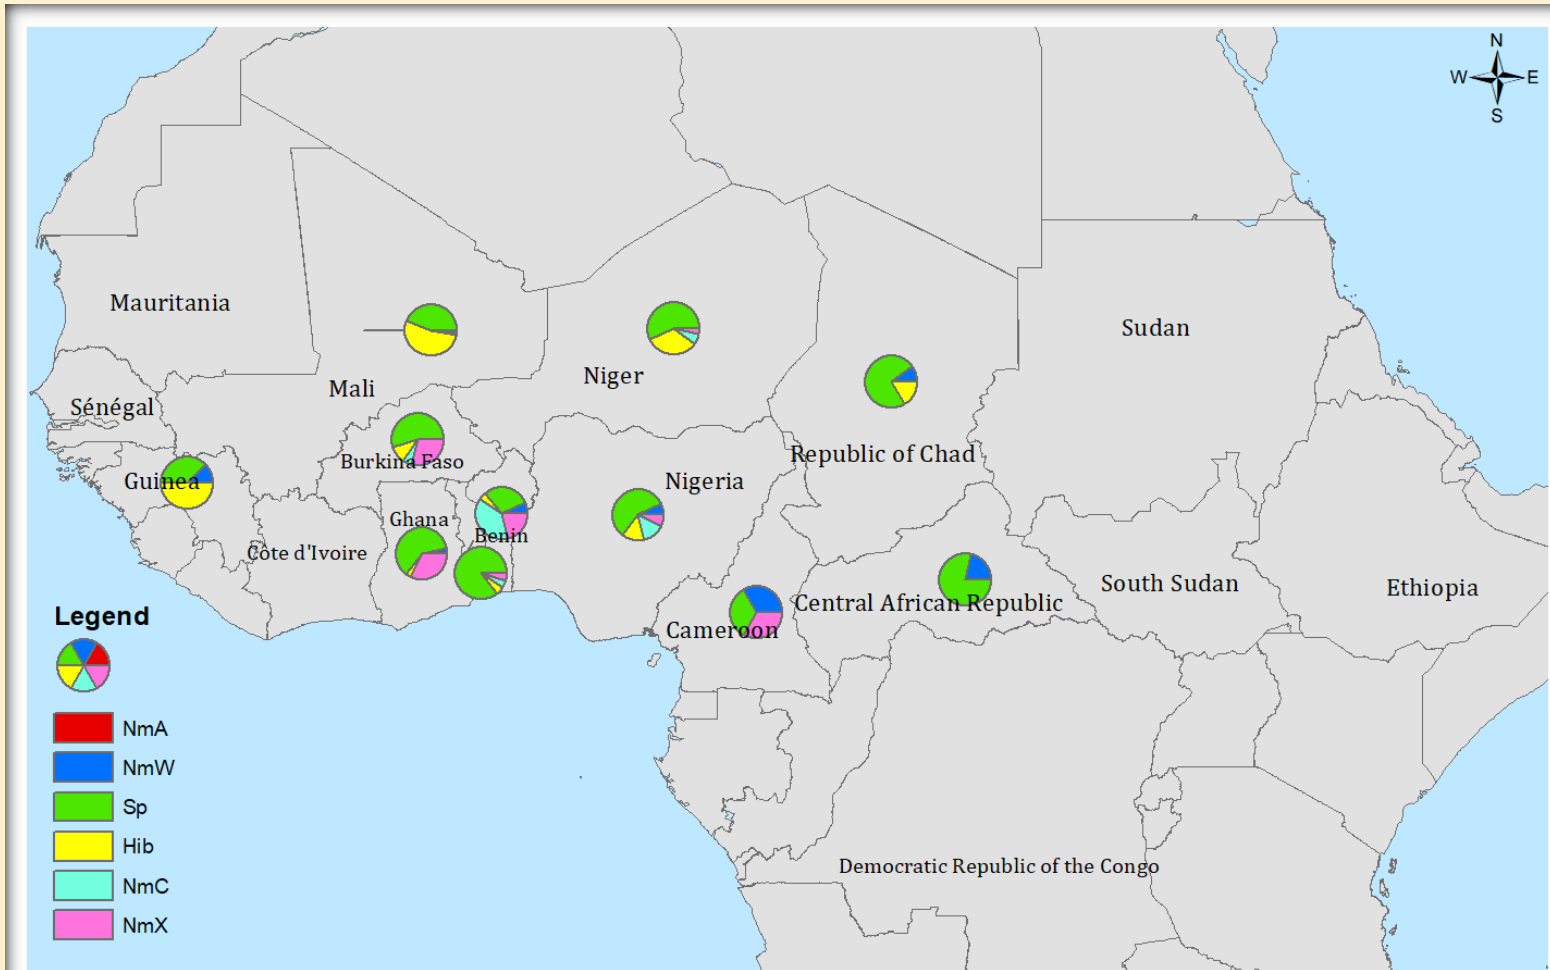 N
W
E
S
Mauritania
Sudan
Mali
Niger
Sénégal
Republic of Chad
Burkina Faso
Guinea
Nigeria
Ghana
Benin
Côte d'Ivoire
South Sudan
Ethiopia
Central African Republic
Cameroon
Legend
NmA
NmW
Sp
Hib
Democratic Republic of the Congo
NmC
NmX